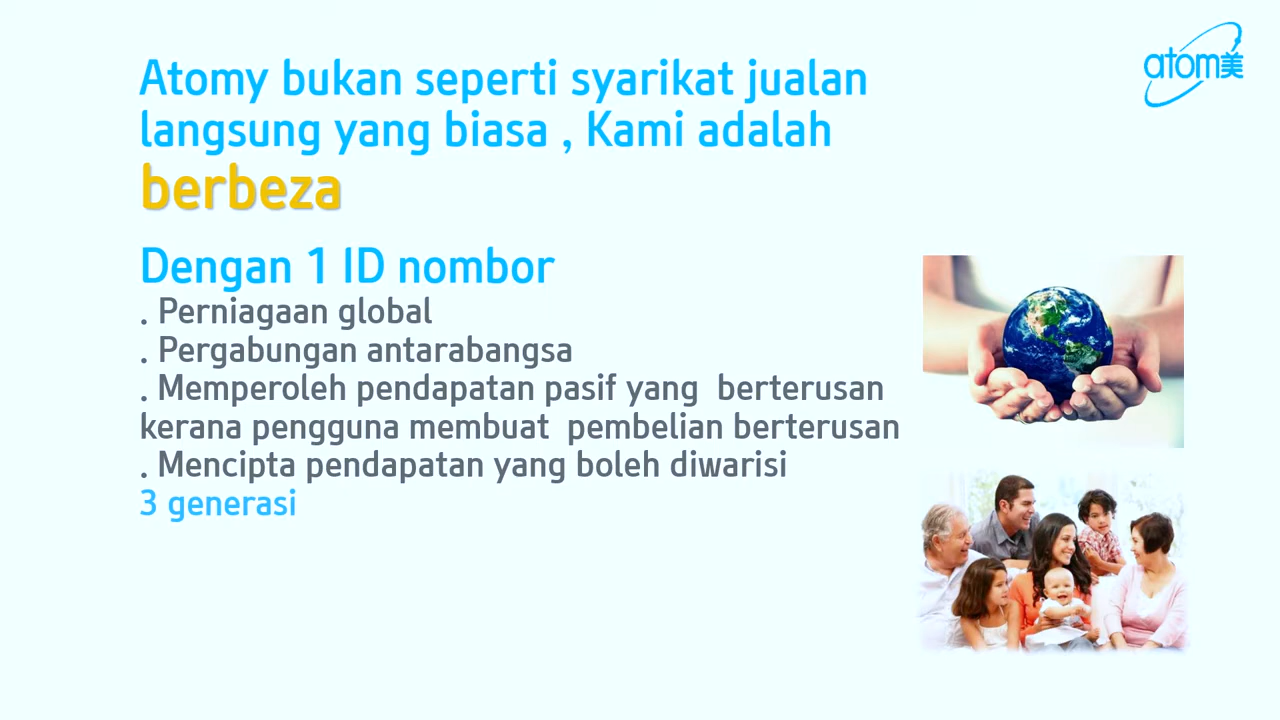 atom美
Atomy bukan seperti syarikat jualan
langsung yang biasa , Kami adalah
berbeza
Dengan 1 ID nombor
. Perniagaan global
. Pergabungan antarabangsa
. Memperoleh pendapatan pasif yang  berterusan
kerana pengguna membuat  pembelian berterusan
. Mencipta pendapatan yang boleh diwarisi
3 generasi